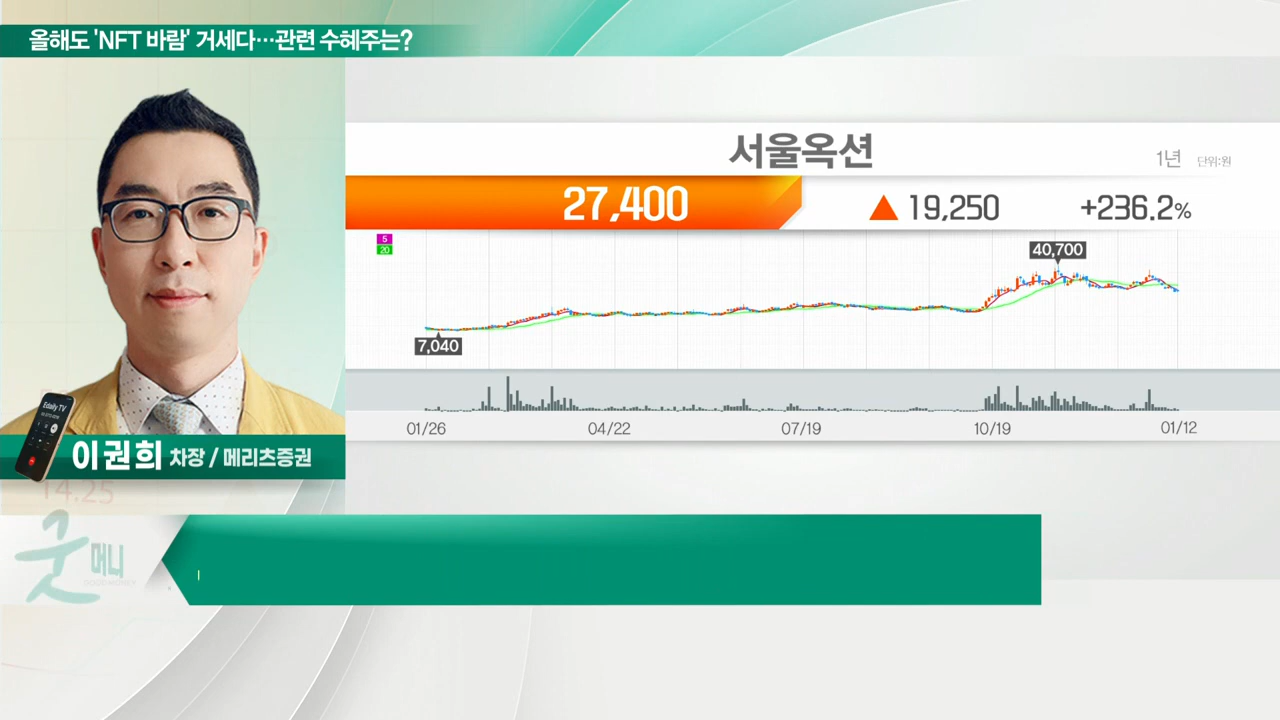 올해도 'NFT 바람' 거세다…관련 수혜주는?
서울옥션
1년 단위:원
27,400 ▲ 19,250 +236.2%
5
20
40,700
7,040
01/26 04/22 07/19 10/19 01/12
Edaily TV
이권희 차장 / 메리츠증권
14.25
굿머니